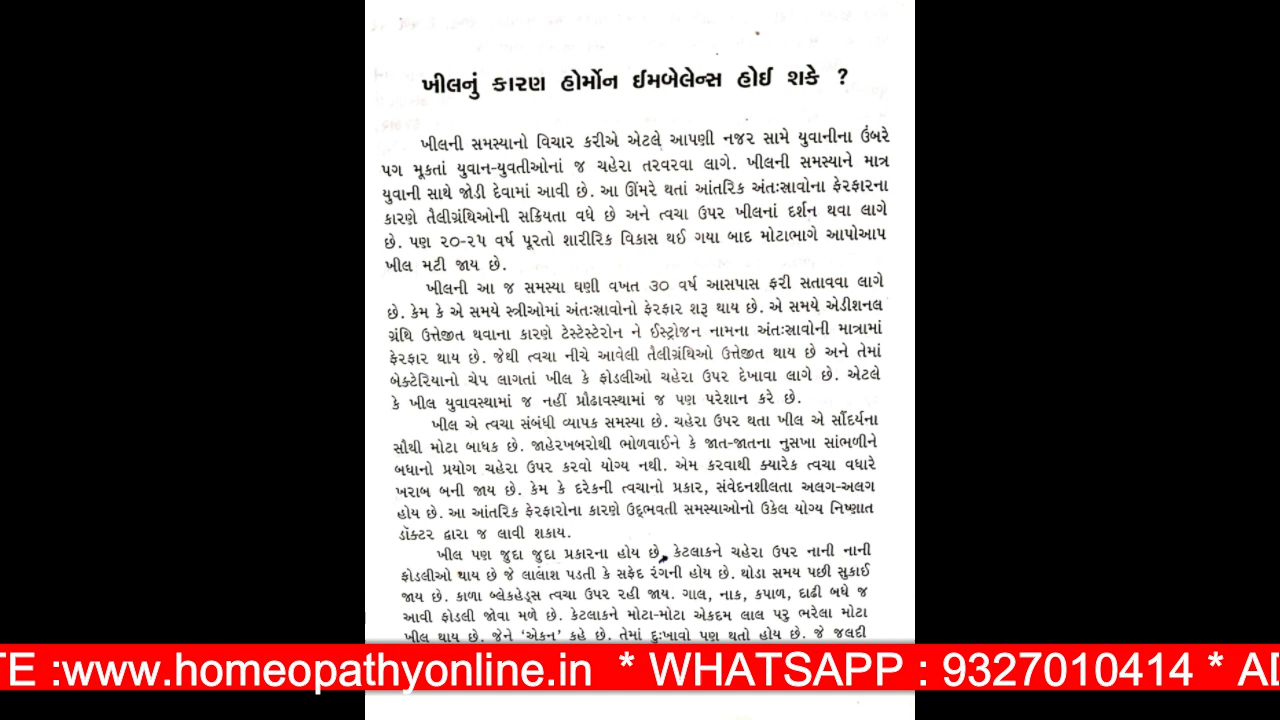 ખીલનું કારણ હોર્મોન ઈમબેલેન્સ હોઈ શકે ?
ખીલની સમસ્યાનો વિચાર કરીએ એટલે આપણી નજર સામે યુવાનીના ઉંબરે
પગ મૂકતાં યુવાન-યુવતીઓનાં જ ચહેરા તરવરવા લાગે. ખીલની સમસ્યાને માત્ર
યુવાની સાથે જોડી દેવામાં આવી છે. આ ઊંમરે થતાં આંતરિક અંતઃસ્રાવોના ફેરફારના
કારણે તૈલીગ્રંથિઓની સક્રિયતા વધે છે અને ત્વચા ઉપર ખીલનાં દર્શન થવા લાગે
છે. પણ ૨૦-૨૫ વર્ષ પૂરતો શારીરિક વિકાસ થઈ ગયા બાદ મોટાભાગે આપોઆપ
ખીલ મટી જાય છે.
ખીલની આ જ સમસ્યા ઘણી વખત ૩૦ વર્ષ આસપાસ ફરી સતાવવા લાગે
છે. કેમ કે એ સમયે સ્ત્રીઓમાં અંતઃસ્રાવોનો ફેરફાર શરૂ થાય છે. એ સમયે એડીશનલ
ગ્રંથિ ઉત્તેજીત થવાના કારણે ટેસ્ટેસ્ટેરોન ને ઈસ્ટ્રોજન નામના અંતઃસ્રાવોની માત્રામાં
ફેરફાર થાય છે. જેથી ત્વચા નીચે આવેલી તૈલીગ્રંથિઓ ઉત્તેજીત થાય છે અને તેમાં
બેક્ટેરિયાનો ચેપ લાગતાં ખીલ કે ફોડલીઓ ચહેરા ઉપર દેખાવા લાગે છે. એટલે
કે ખીલ યુવાવસ્થામાં જ નહીં પ્રૌઢાવસ્થામાં જ પણ પરેશાન કરે છે.
ખીલ એ ત્વચા સંબંધી વ્યાપક સમસ્યા છે. ચહેરા ઉપર થતા ખીલ એ સૌંદર્યના
સૌથી મોટા બાધક છે. જાહેરખબરોથી ભોળવાઈને કે જાત-જાતના નુસખા સાંભળીને
બધાનો પ્રયોગ ચહેરા ઉપર કરવો યોગ્ય નથી. એમ કરવાથી ક્યારેક ત્વચા વધારે
ખરાબ બની જાય છે. કેમ કે દરેકની ત્વચાનો પ્રકાર, સંવેદનશીલતા અલગ-અલગ
હોય છે. આ આંતરિક ફેરફારોના કારણે ઉદ્‌ભવતી સમસ્યાઓનો ઉકેલ યોગ્ય નિષ્ણાત
ડૉક્ટર દ્વારા જ લાવી શકાય.
ખીલ પણ જુદા જુદા પ્રકારના હોય છે, કેટલાકને ચહેરા ઉપર નાની નાની
ફોડલીઓ થાય છે જે લાલાશ પડતી કે સફેદ રંગની હોય છે. થોડા સમય પછી સુકાઈ
જાય છે. કાળા બ્લેકહેડ્સ ત્વચા ઉપર રહી જાય. ગાલ, નાક, કપાળ, દાઢી બધે જ
આવી ફોડલી જોવા મળે છે. કેટલાકને મોટા-મોટા એકદમ લાલ પરુ ભરેલા મોટા
ખીલ થાય છે. જેને ‘એકન’ કહે છે. તેમાં દુઃખાવો પણ થતો હોય છે. જે જલદી
TE :www.homeopathyonline.in * WHATSAPP : 9327010414 * AD